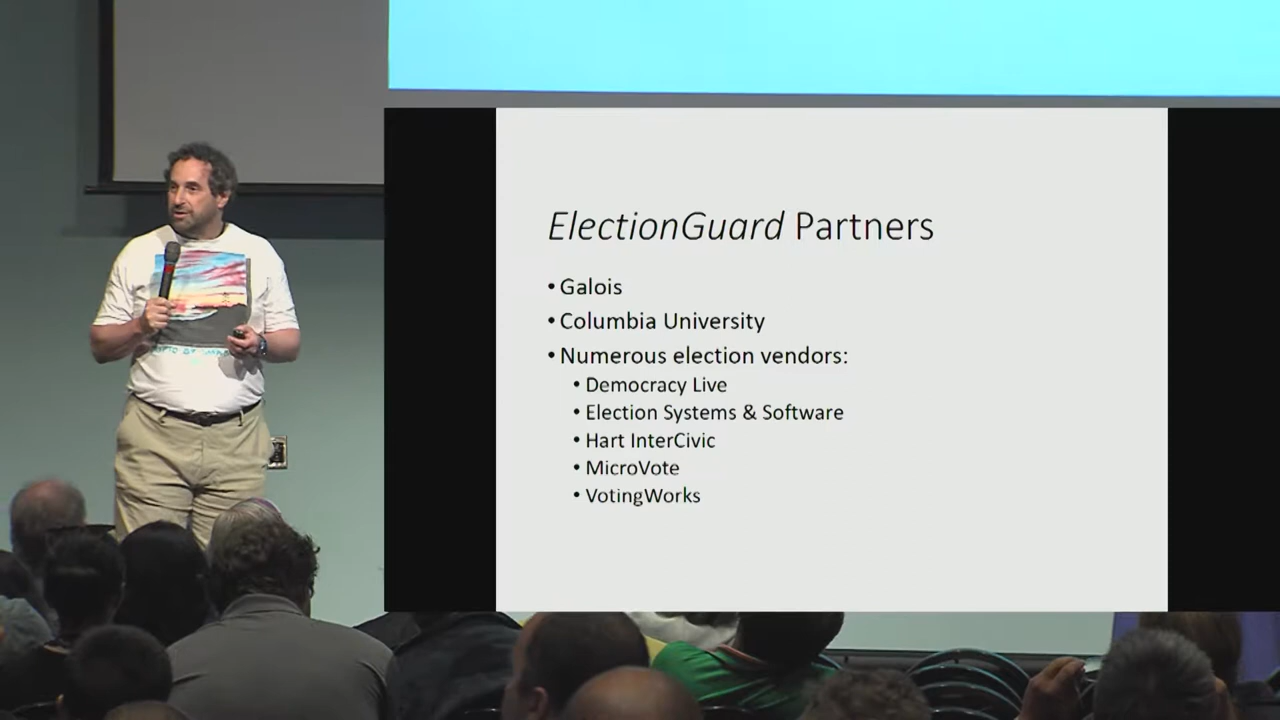 ElectionGuard Partners
• Galois
• Columbia University
• Numerous election vendors:
• Democracy Live
• Election Systems & Software
• Hart InterCivic
• MicroVote
• VotingWorks